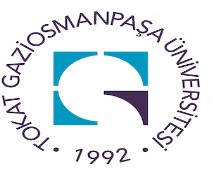 TOKAT GAZİOSMANPAŞA ÜNİVERSİTESİ
• 1992 •